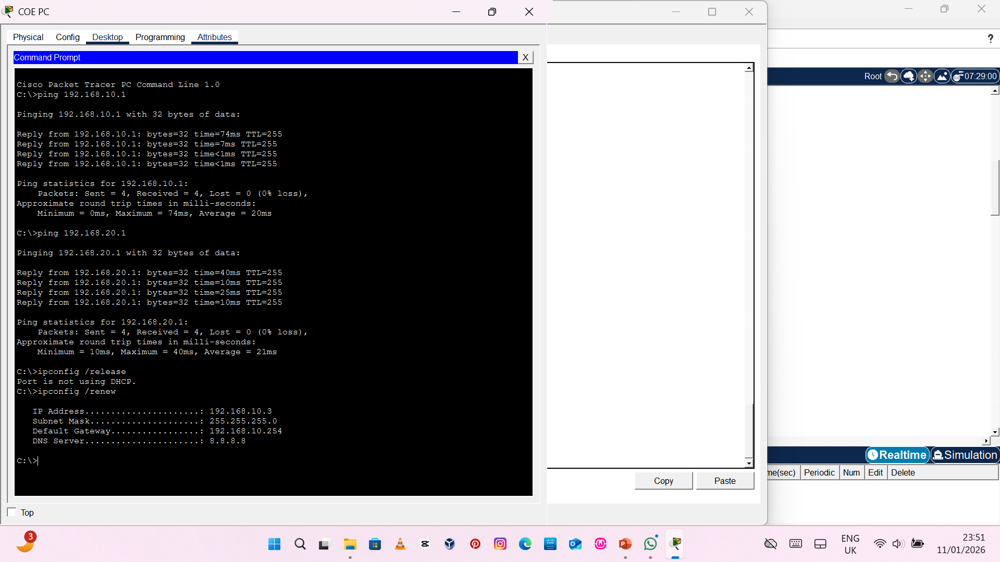 COE PC
Physical Config Desktop Programming Attributes
Command Prompt X
Cisco Packet Tracer PC Command Line 1.0
C:\>ping 192.168.10.1
Pinging 192.168.10.1 with 32 bytes of data:
Reply from 192.168.10.1: bytes=32 time=74ms TTL=255
Reply from 192.168.10.1: bytes=32 time=7ms TTL=255
Reply from 192.168.10.1: bytes=32 time<1ms TTL=255
Reply from 192.168.10.1: bytes=32 time<1ms TTL=255
Ping statistics for 192.168.10.1:
Packets: Sent = 4, Received = 4, Lost = 0 (0% loss),
Approximate round trip times in milli-seconds:
Minimum = 0ms, Maximum = 74ms, Average = 20ms
C:\>ping 192.168.20.1
Pinging 192.168.20.1 with 32 bytes of data:
Reply from 192.168.20.1: bytes=32 time=40ms TTL=255
Reply from 192.168.20.1: bytes=32 time=10ms TTL=255
Reply from 192.168.20.1: bytes=32 time=25ms TTL=255
Reply from 192.168.20.1: bytes=32 time=10ms TTL=255
Ping statistics for 192.168.20.1:
Packets: Sent = 4, Received = 4, Lost = 0 (0% loss),
Approximate round trip times in milli-seconds:
Minimum = 10ms, Maximum = 40ms, Average = 21ms
C:\>ipconfig /release
Port is not using DHCP.
C:\>ipconfig /renew
IP Address......................: 192.168.10.3
Subnet Mask.....................: 255.255.255.0
Default Gateway.................: 192.168.10.254
DNS Server......................: 8.8.8.8
C:\>
Top
Copy Paste
?
Root 07:29:00
Realtime Simulation
me(sec) Periodic Num Edit Delete
3
ENG
UK
23:51
11/01/2026